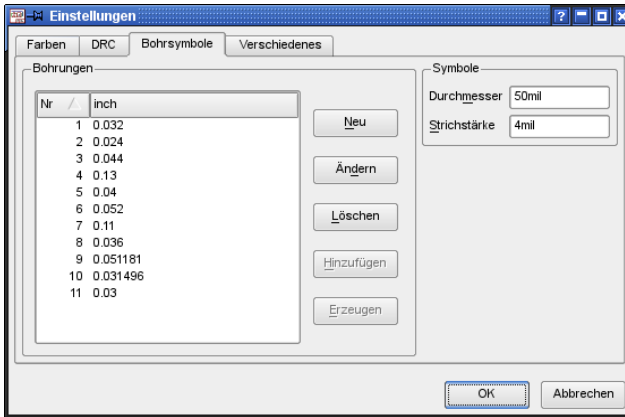 Einstellungen
Farben DRC Bohrsymbole Verschiedenes
Bohrungen
Nr inch
1 0.032
2 0.024
3 0.044
4 0.13
5 0.04
6 0.052
7 0.11
8 0.036
9 0.051181
10 0.031496
11 0.03
Neu
Ändern
Löschen
Hinzufügen
Erzeugen
Symbole
Durchmesser 50mil
Strichstärke 4mil
OK Abbrechen